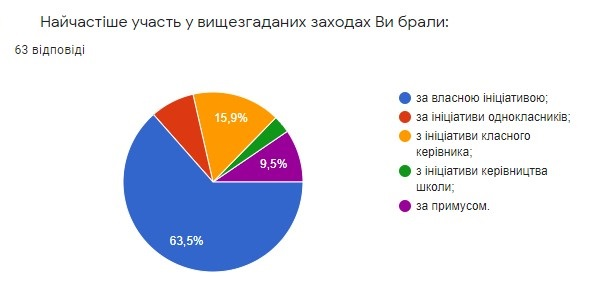 Найчастіше участь у вищезгаданих заходах Ви брали:
63 відповіді
за власною ініціативою;
за ініціативи однокласників;
з ініціативи класного
керівника;
з ініціативи керівництва
школи;
за примусом.
15,9%
9,5%
63,5%